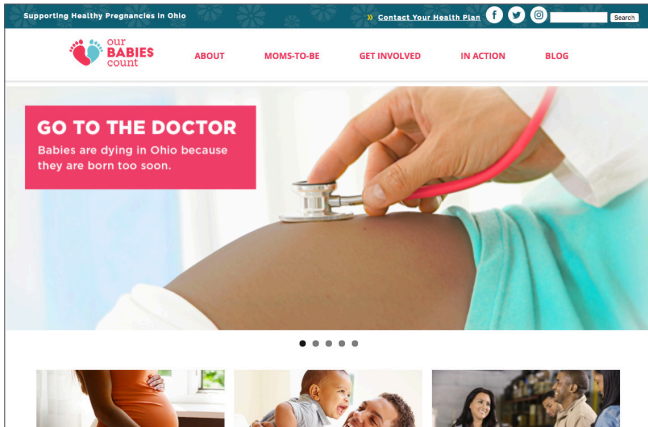 Supporting Healthy Pregnancies in Ohio
» Contact Your Health Plan
Search
our
BABIES
count
ABOUT
MOMS-TO-BE
GET INVOLVED
IN ACTION
BLOG
GO TO THE DOCTOR
Babies are dying in Ohio because
they are born too soon.